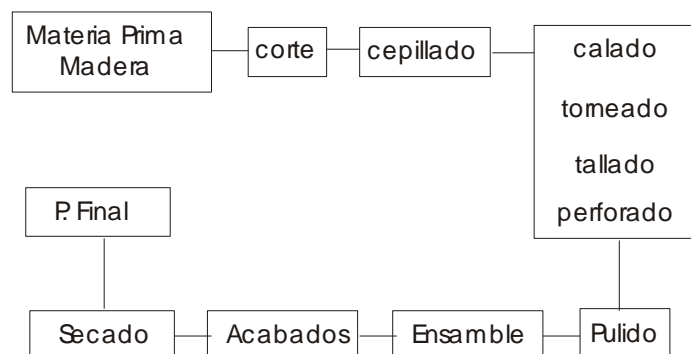 Materia Prima
Madera
corte
cepillado
calado
torneado
tallado
perforado
P. Final
Secado
Acabados
Ensamble
Pulido